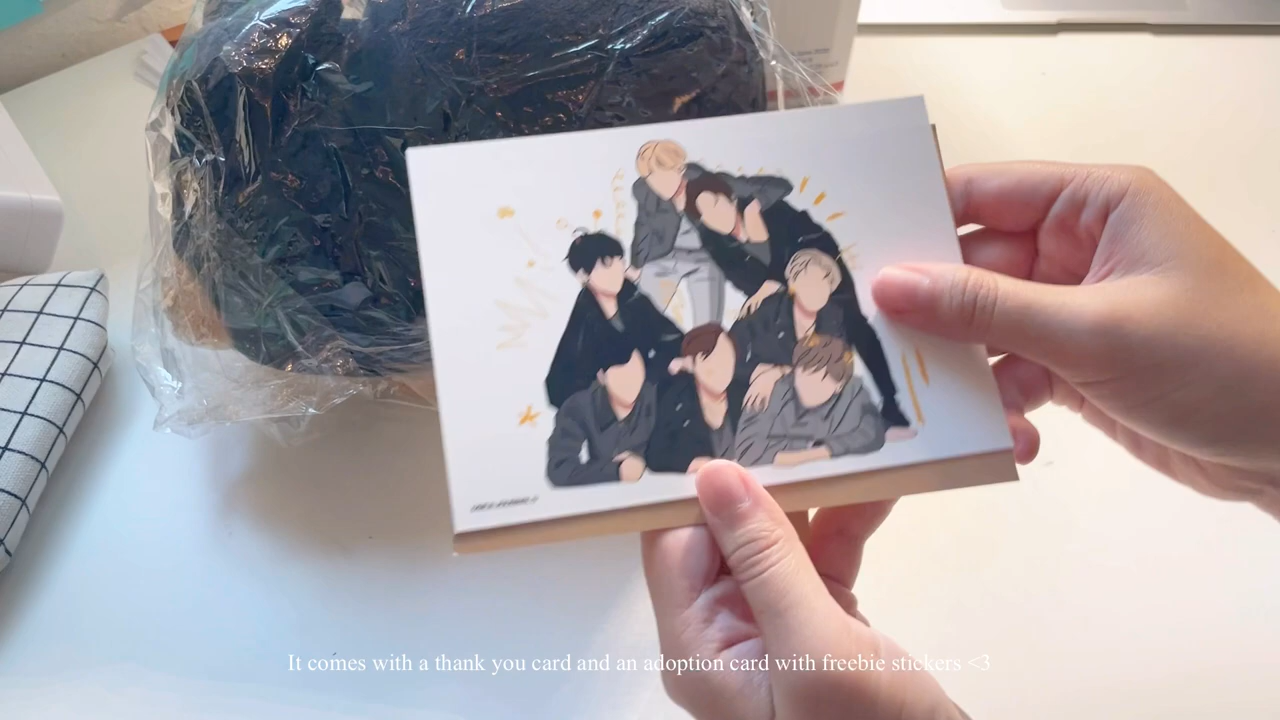 It comes with a thank you card and an adoption card with freebie stickers <3